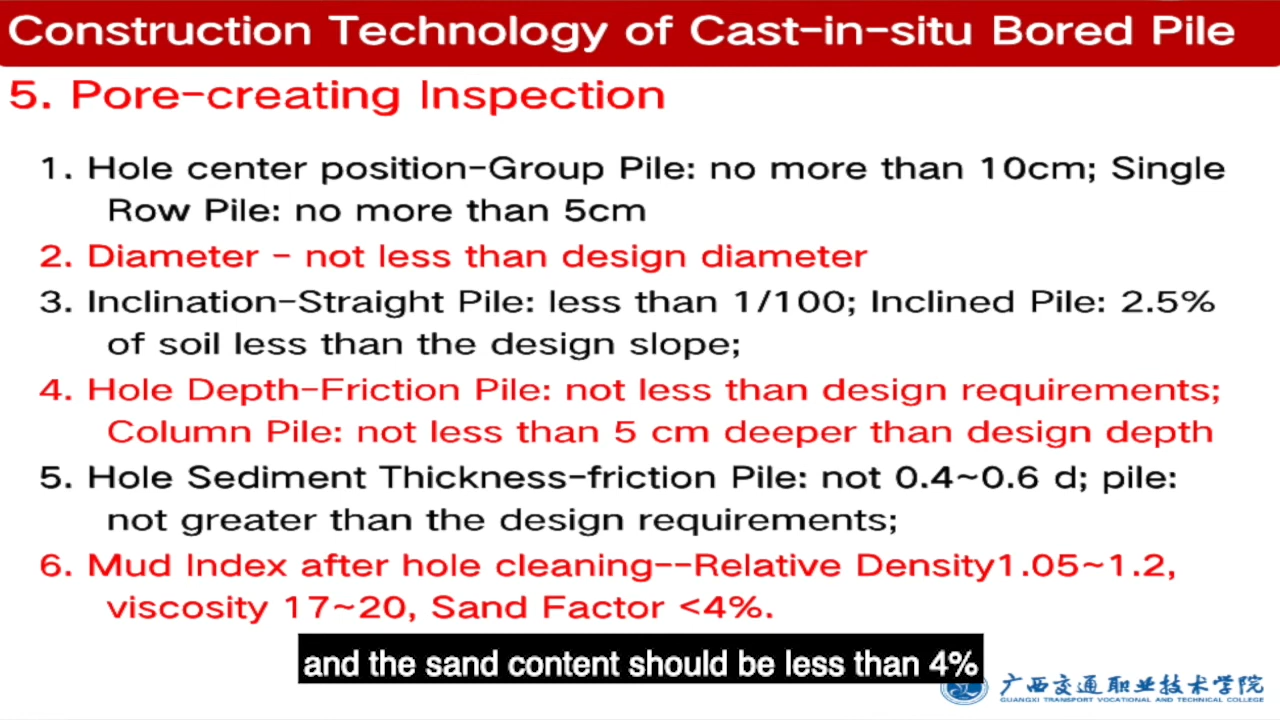 Construction Technology of Cast-in-situ Bored Pile
5. Pore-creating Inspection
1. Hole center position-Group Pile: no more than 10cm; Single
Row Pile: no more than 5cm
2. Diameter - not less than design diameter
3. Inclination-Straight Pile: less than 1/100; Inclined Pile: 2.5%
of soil less than the design slope;
4. Hole Depth-Friction Pile: not less than design requirements;
Column Pile: not less than 5 cm deeper than design depth
5. Hole Sediment Thickness-friction Pile: not 0.4~0.6 d; pile:
not greater than the design requirements;
6. Mud Index after hole cleaning--Relative Density1.05~1.2,
viscosity 17~20, Sand Factor <4%.
and the sand content should be less than 4%
广西交通职业技术学院
GUANGXI TRANSPORT VOCATIONAL AND TECHNICAL COLLEGE